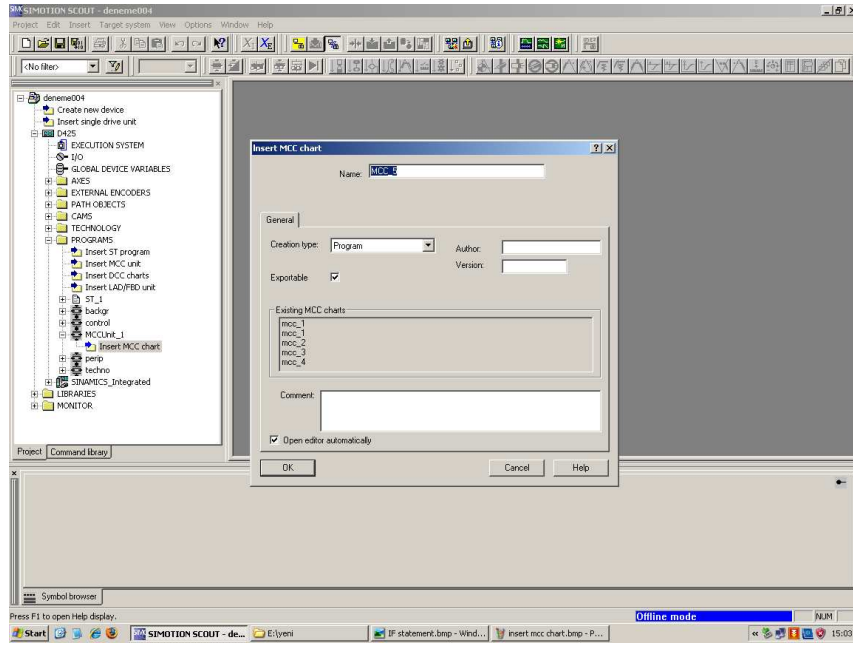 SIMOTION SCOUT - deneme004
Project Edit Insert Target system View Options Window Help
<No filter>
deneme004
Create new device
Insert single drive unit
D425
EXECUTION SYSTEM
I/O
GLOBAL DEVICE VARIABLES
AXES
EXTERNAL ENCODERS
PATH OBJECTS
CAMS
TECHNOLOGY
PROGRAMS
Insert ST program
Insert MCC unit
Insert DCC charts
Insert LAD/FBD unit
ST_1
backgr
control
MCCUnit_1
Insert MCC chart
perip
techno
SINAMICS_Integrated
LIBRARIES
MONITOR
Project Command library
Insert MCC chart
Name: MCC_5
General
Creation type: Program
Author:
Version:
Exportable
Existing MCC charts
mcc_1
mcc_1
mcc_2
mcc_3
mcc_4
Comment:
Open editor automatically
OK Cancel Help
Symbol browser
Press F1 to open Help display.
Offline mode
NUM
Start
SIMOTION SCOUT - de...
E:\yeni
IF statement.bmp - Wind...
insert mcc chart.bmp - P...
15:03